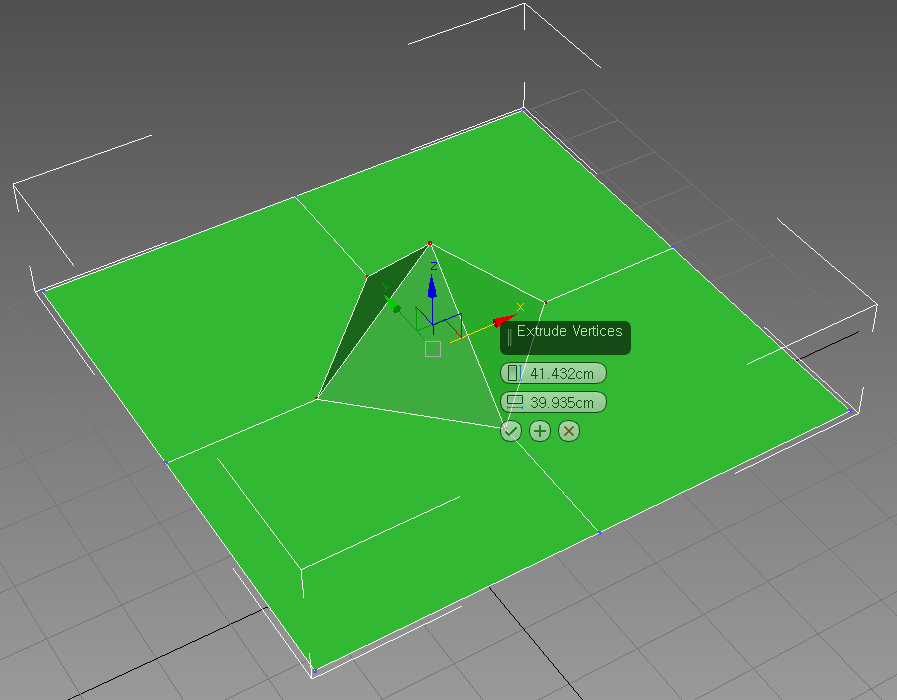 z
y
x
Extrude Vertices
41.432cm
39.935cm